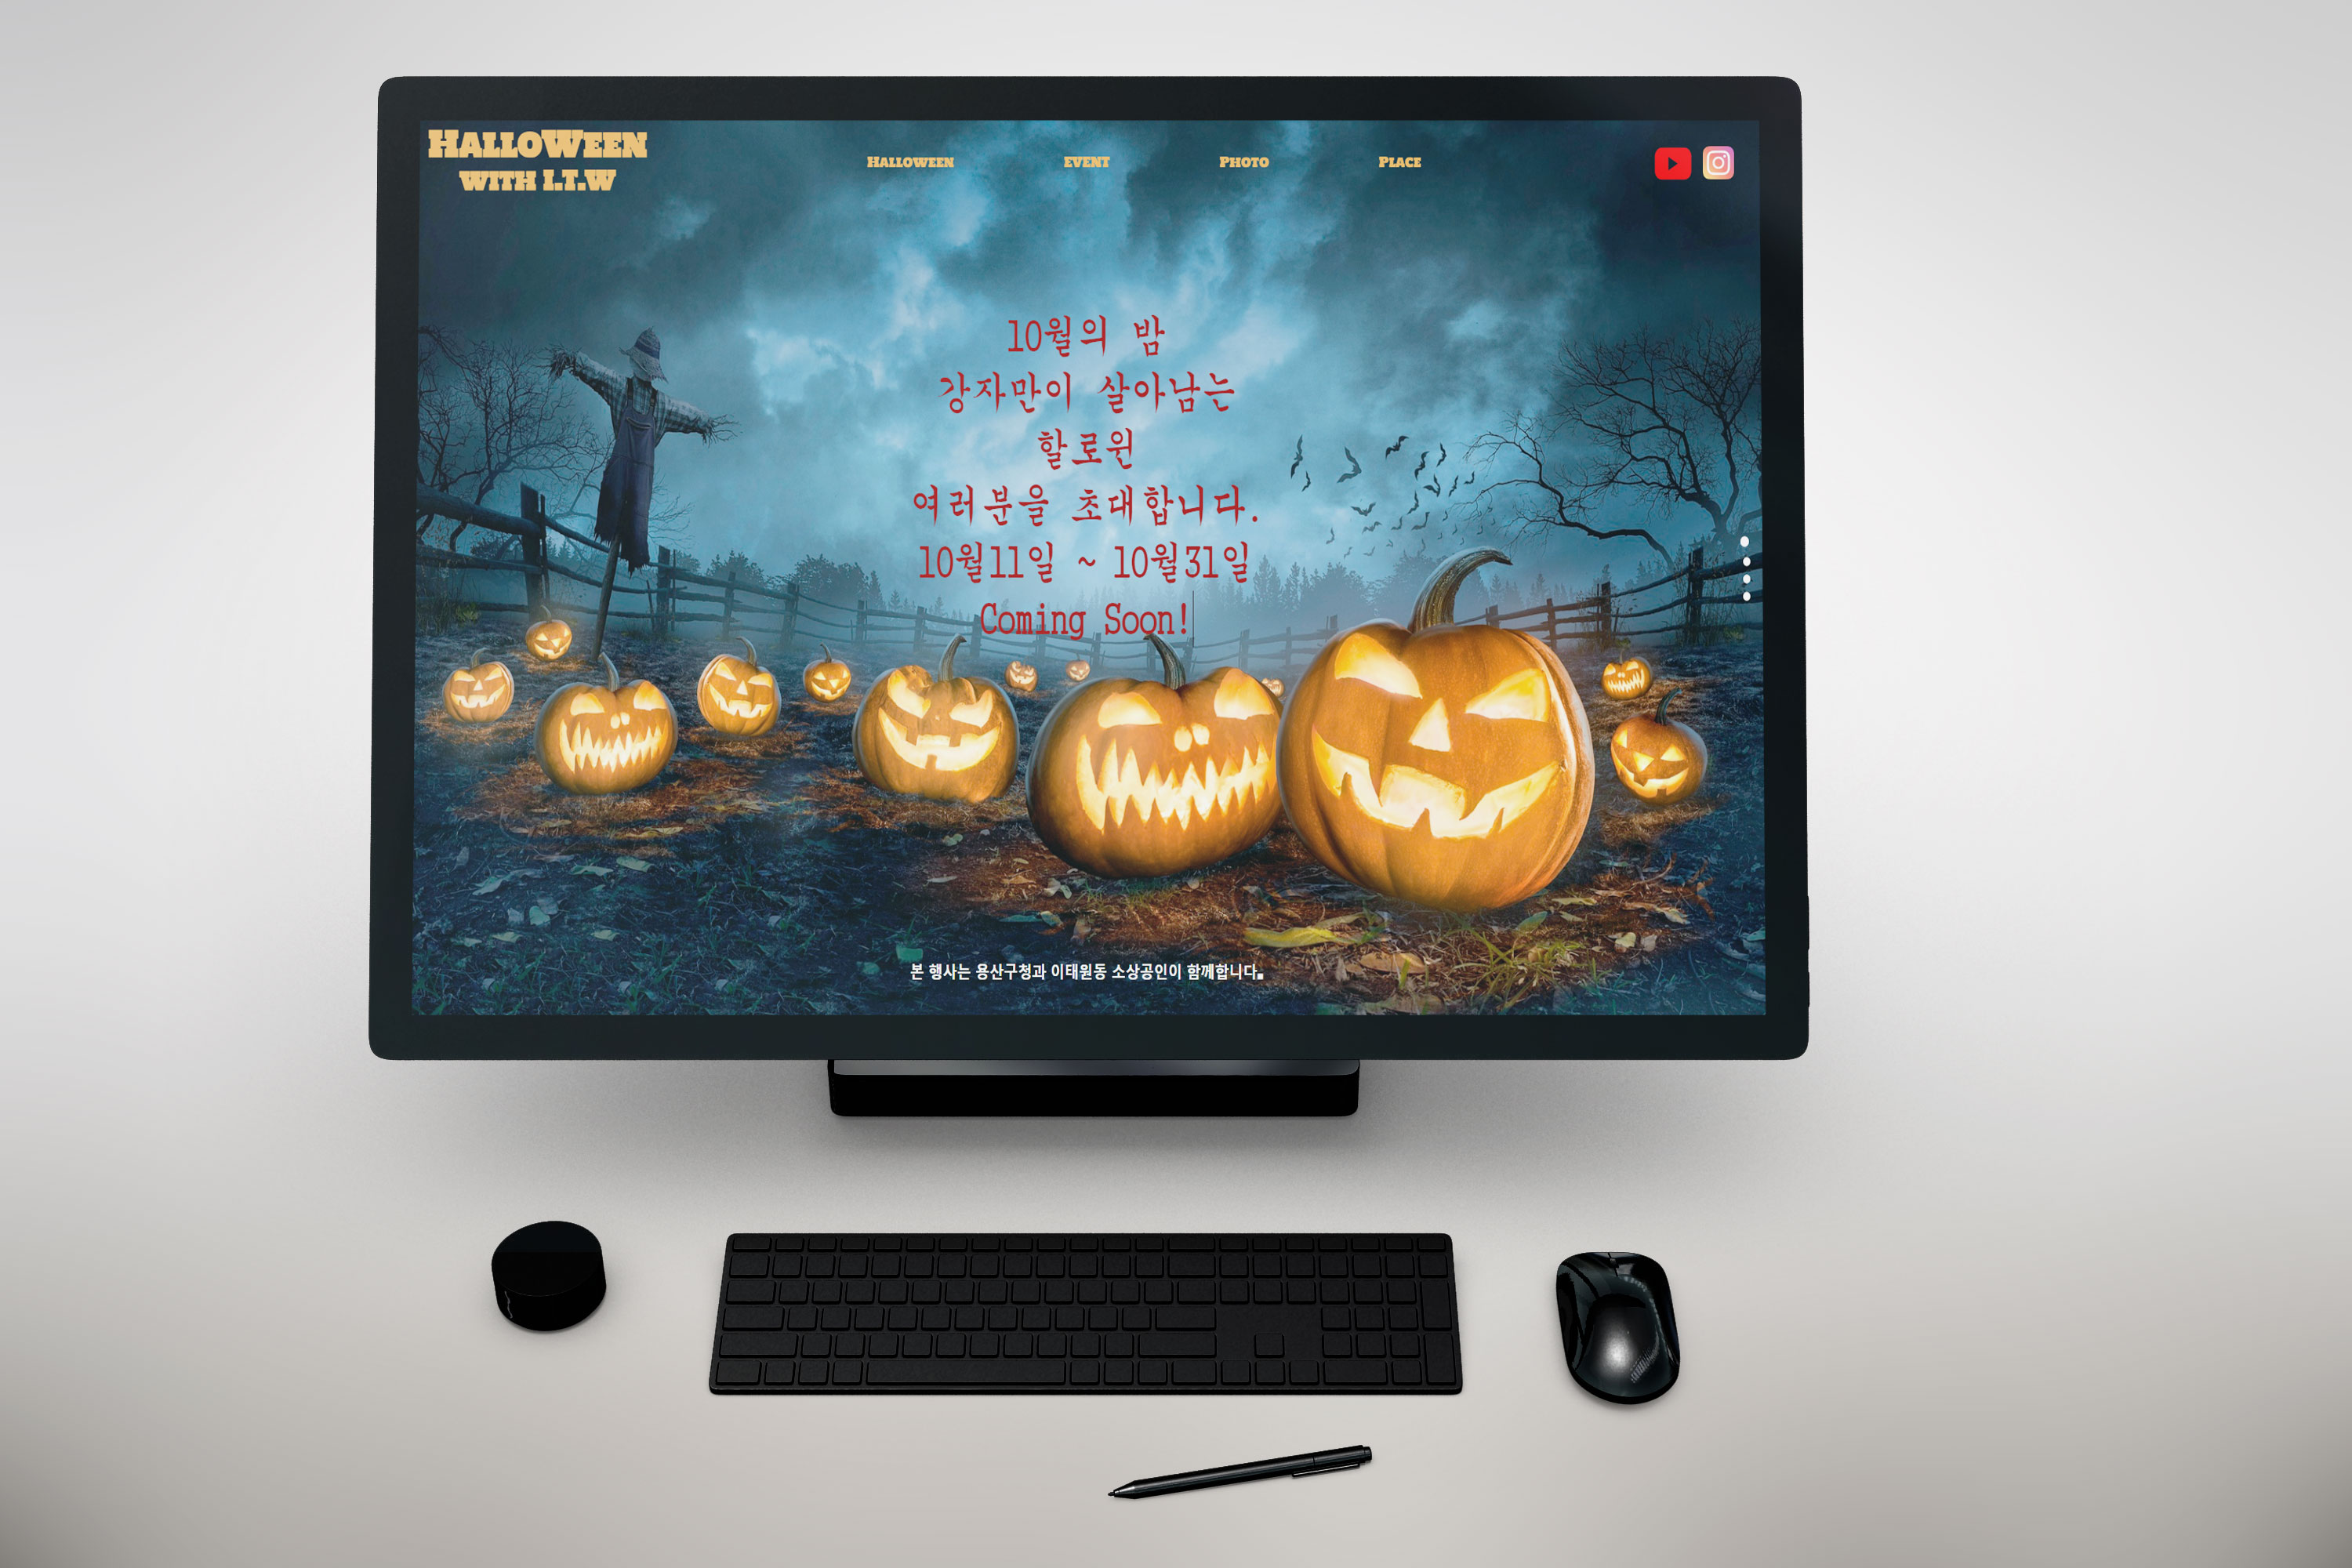 HALLOWEEN
WITH I.T.W
HALLOWEEN
EVENT
PHOTO
PLACE
10월의 밤
강자만이 살아남는
할로윈
여러분을 초대합니다.
10월11일 ~ 10월31일
Coming Soon!
본 행사는 용산구청과 이태원동 소상공인이 함께합니다.